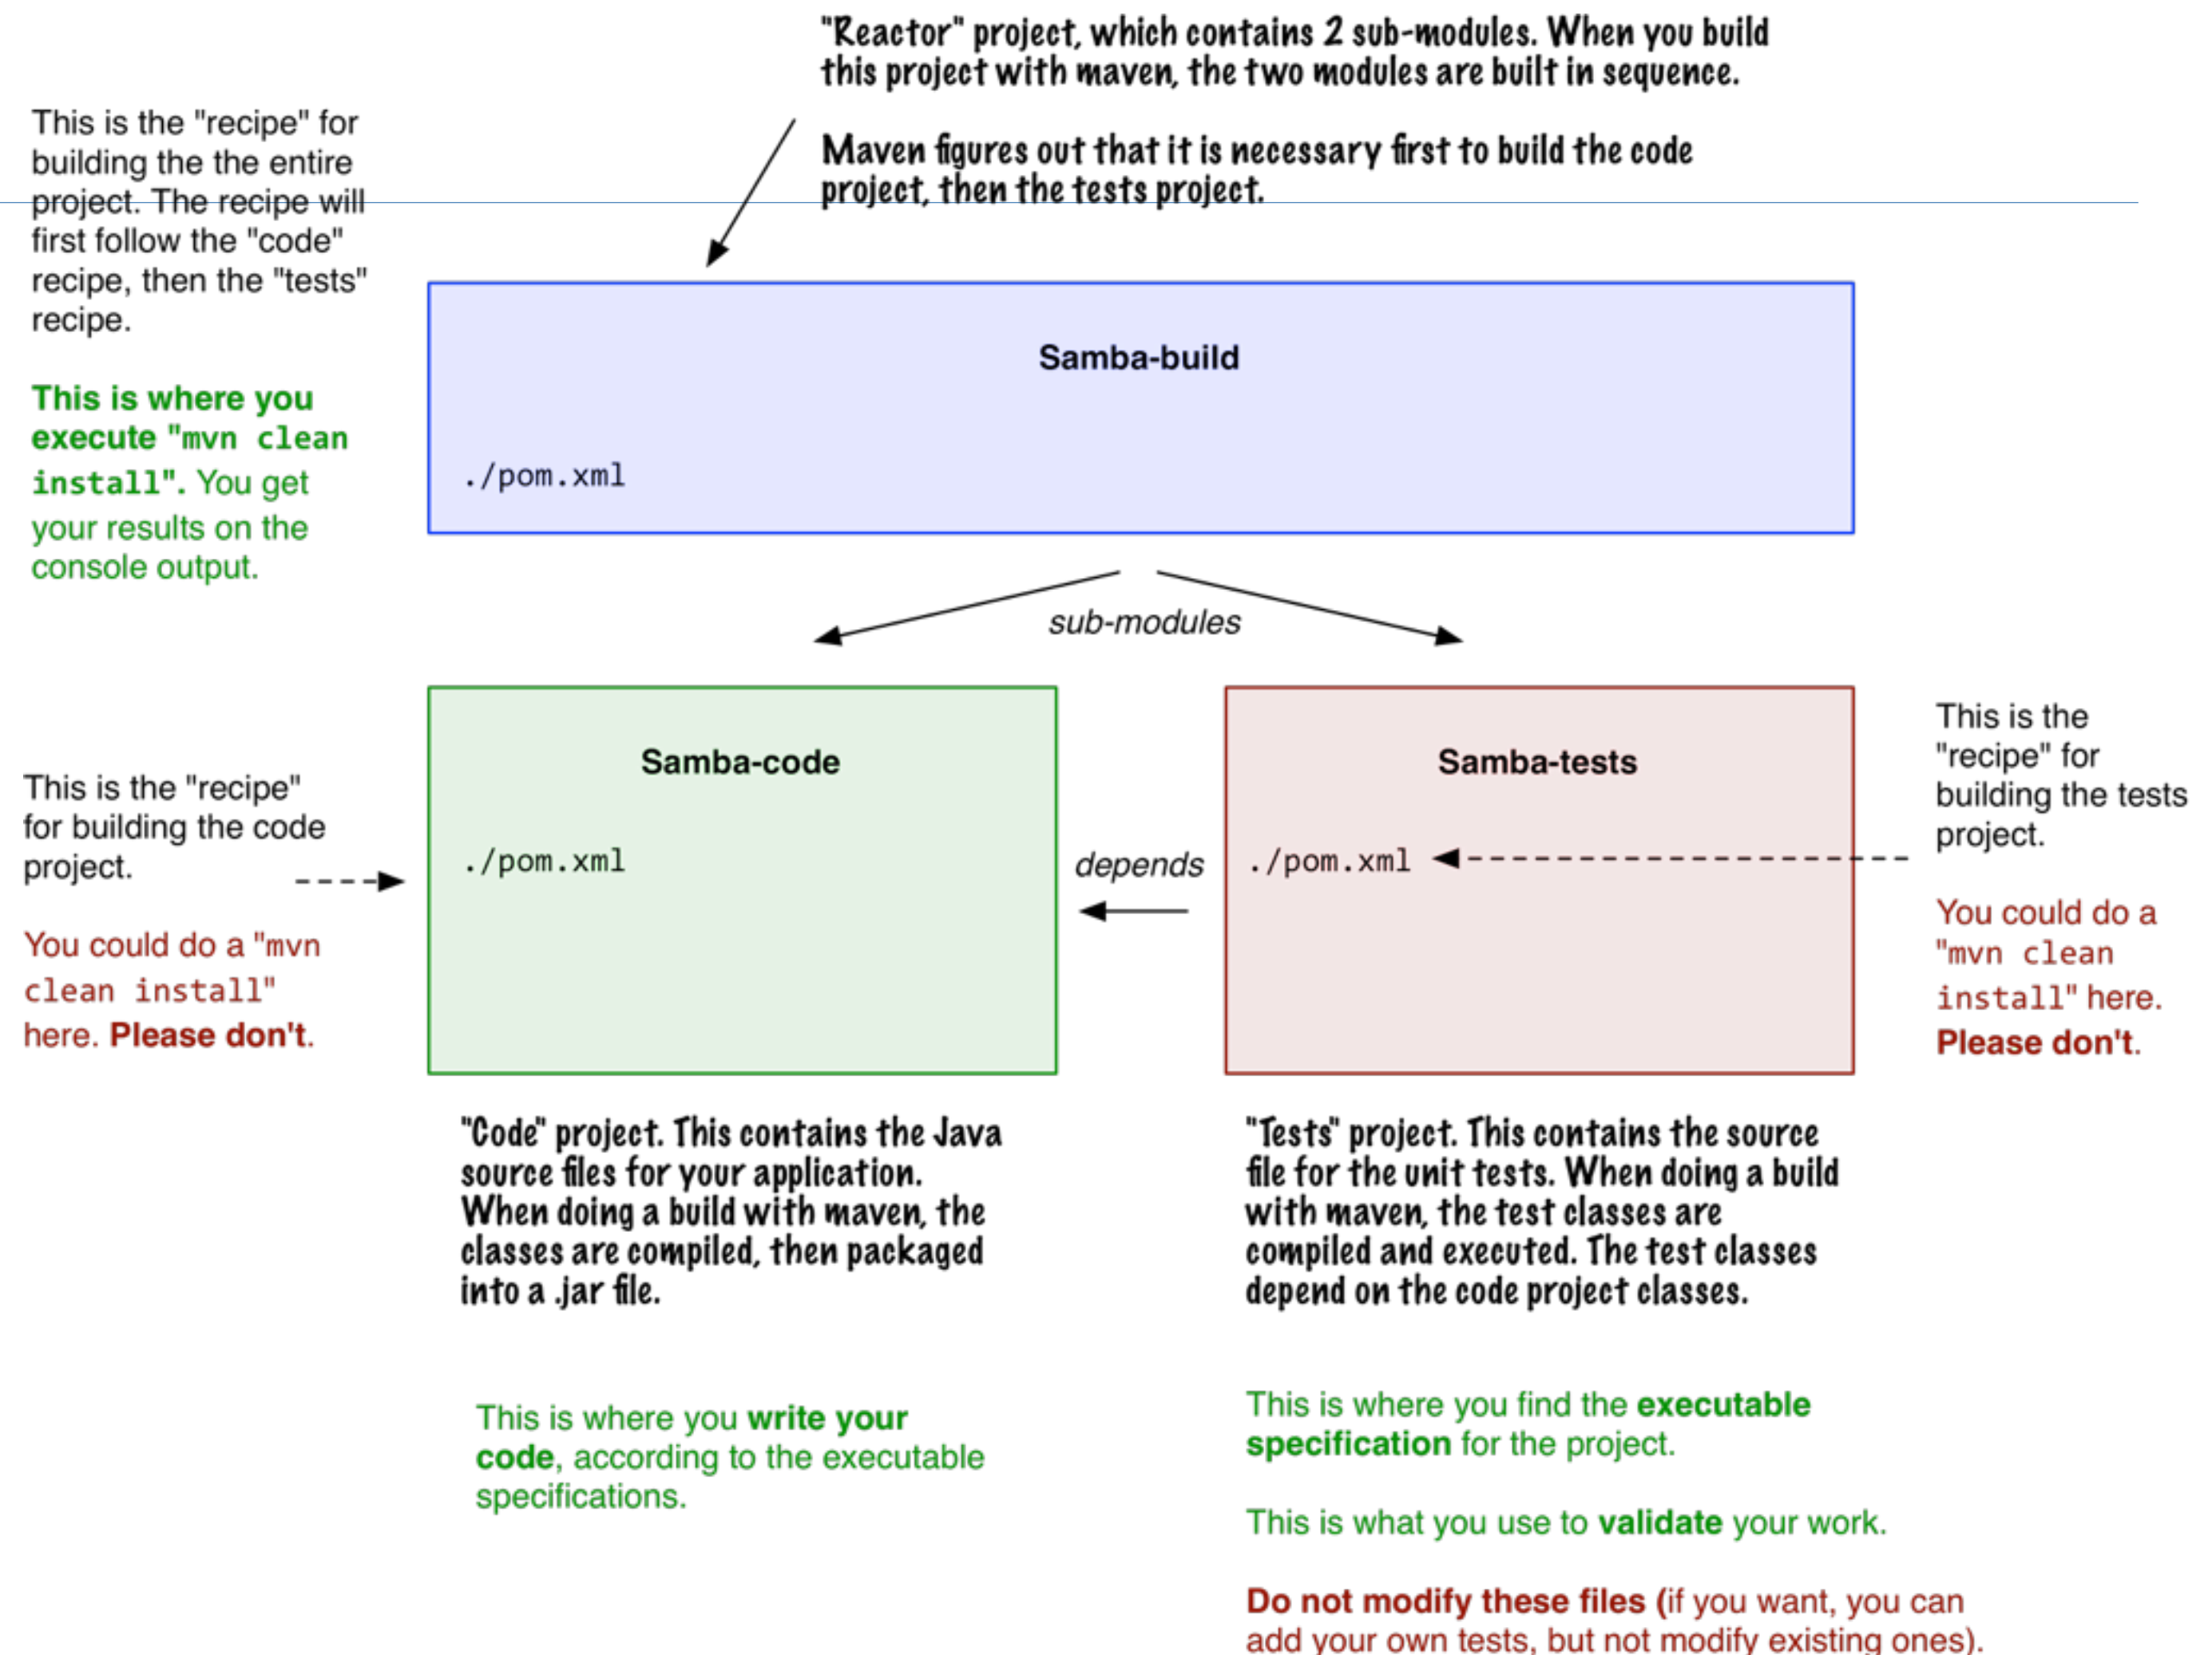 "Reactor" project, which contains 2 sub-modules. When you build
this project with maven, the two modules are built in sequence.
Maven figures out that it is necessary first to build the code
project, then the tests project.
This is the "recipe" for
building the the entire
project. The recipe will
first follow the "code"
recipe, then the "tests"
recipe.
This is where you
execute "mvn clean
install". You get
your results on the
console output.
Samba-build
./pom.xml
sub-modules
This is the "recipe"
for building the code
project.
You could do a "mvn
clean install"
here. Please don't.
Samba-code
./pom.xml
depends
Samba-tests
./pom.xml
This is the
"recipe" for
building the tests
project.
You could do a
"mvn clean
install" here.
Please don't.
"Code" project. This contains the Java
source files for your application.
When doing a build with maven, the
classes are compiled, then packaged
into a .jar file.
This is where you write your
code, according to the executable
specifications.
"Tests" project. This contains the source
file for the unit tests. When doing a build
with maven, the test classes are
compiled and executed. The test classes
depend on the code project classes.
This is where you find the executable
specification for the project.
This is what you use to validate your work.
Do not modify these files (if you want, you can
add your own tests, but not modify existing ones).